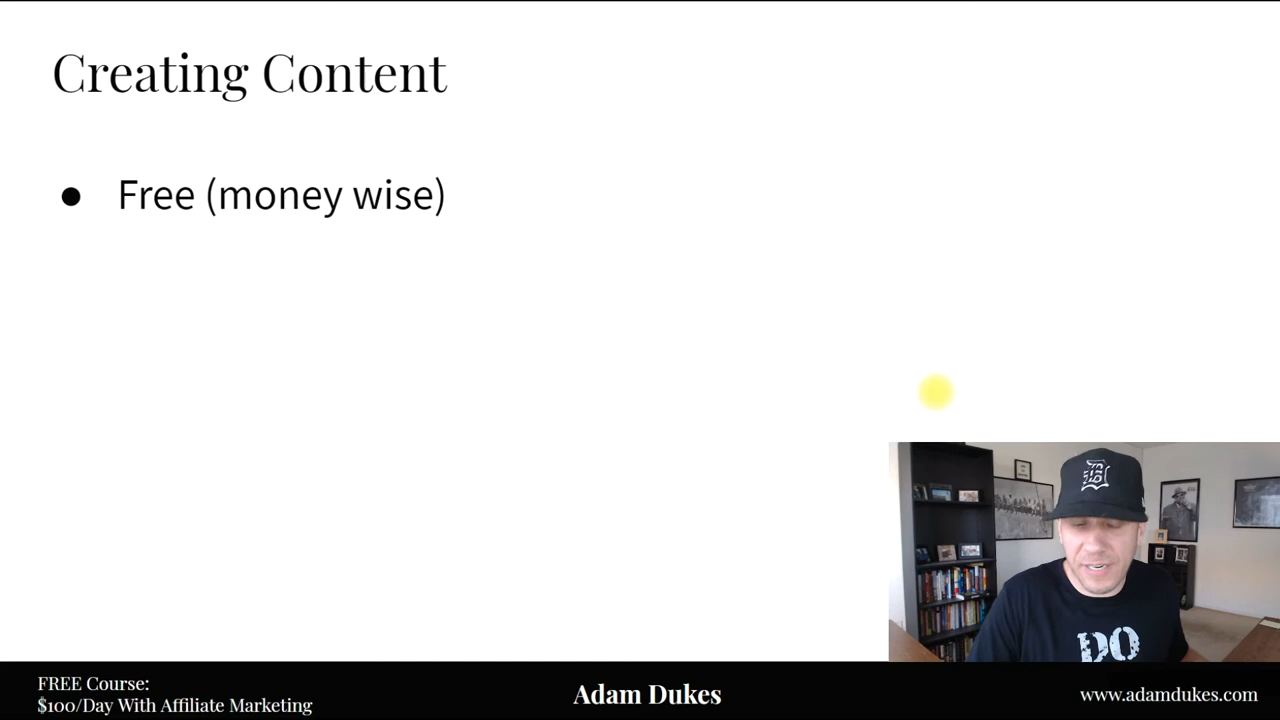 Creating Content
● Free (money wise)
DO
FREE Course:
$100/Day With Affiliate Marketing
Adam Dukes
www.adamdukes.com